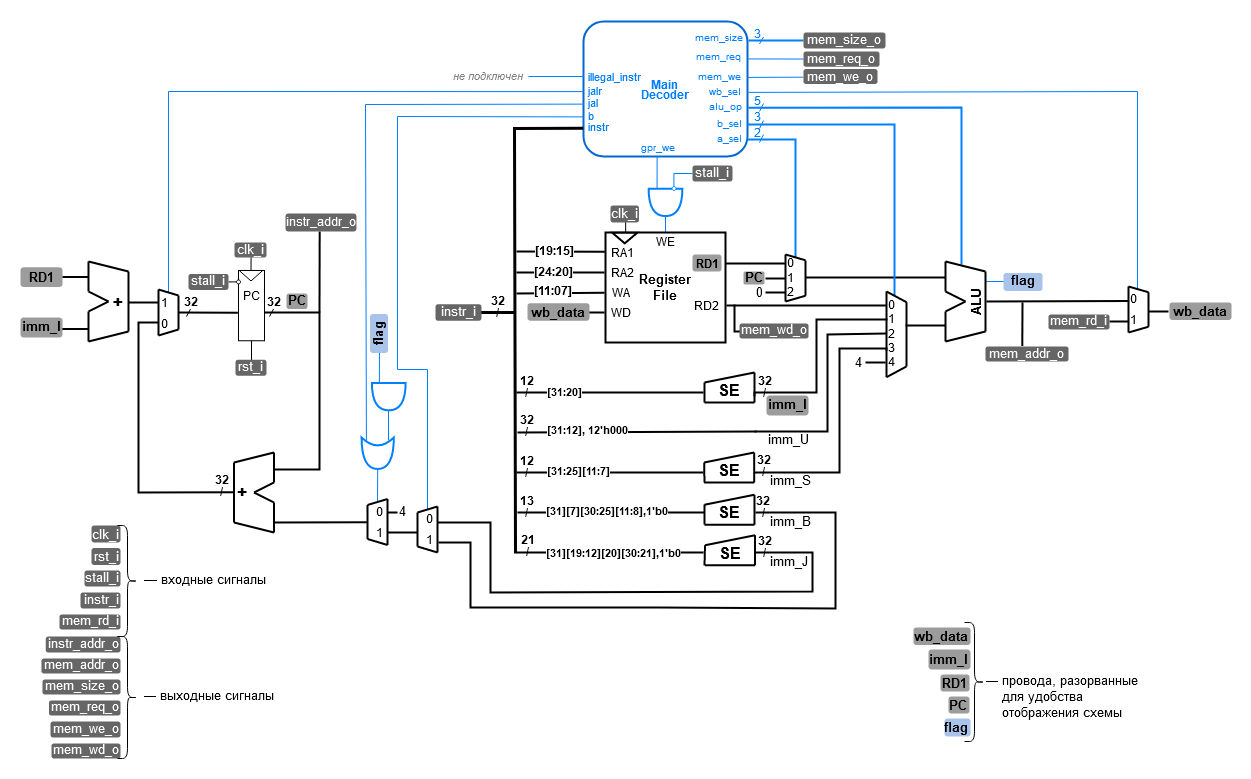 mem_size
3
mem_size_o
mem_req
mem_req_o
не подключен
illegal_instr
mem_we
mem_we_o
Main
Decoder
jalr
wb_sel
jal
alu_op
5
b
b_sel
3
instr
a_sel
2
gpr_we
stall_i
clk_i
instr_addr_o
WE
clk_i
[19:15]
RA1
RD1
0
RD1
stall_i
PC
[24:20]
RA2
Register
File
PC
1
ALU
flag
+
1
0
32
32
PC
[11:07]
WA
0
2
0
1
wb_data
imm_I
instr_i
32
wb_data
WD
RD2
0
1
2
3
4
mem_rd_i
flag
mem_wd_o
rst_i
4
mem_addr_o
12
[31:20]
SE
32
imm_I
32
[31:12], 12'h000
imm_U
12
[31:25][11:7]
SE
32
imm_S
32
+
13
[31][7][30:25][11:8],1'b0
SE
32
imm_B
0
4
1
0
1
21
[31][19:12][20][30:21],1'b0
SE
32
imm_J
clk_i
rst_i
stall_i
instr_i
mem_rd_i
входные сигналы
instr_addr_o
mem_addr_o
mem_size_o
mem_req_o
mem_we_o
mem_wd_o
выходные сигналы
wb_data
imm_I
RD1
PC
flag
провода, разорванные
для удобства
отображения схемы